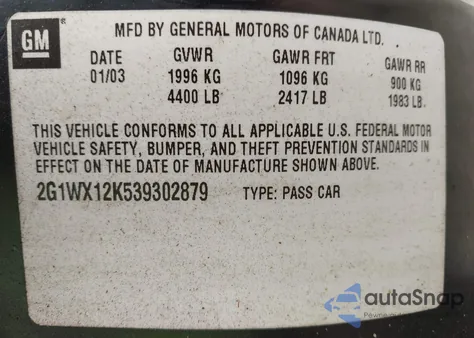 GM
MFD BY GENERAL MOTORS OF CANADA LTD.
DATE GVWR GAWR FRT GAWR RR
01/03 1996 KG 1096 KG 900 KG
4400 LB 2417 LB 1983 LB
THIS VEHICLE CONFORMS TO ALL APPLICABLE U.S. FEDERAL MOTOR
VEHICLE SAFETY, BUMPER, AND THEFT PREVENTION STANDARDS IN
EFFECT ON THE DATE OF MANUFACTURE SHOWN ABOVE.
2G1WX12K539302879 TYPE: PASS CAR
autoSnap